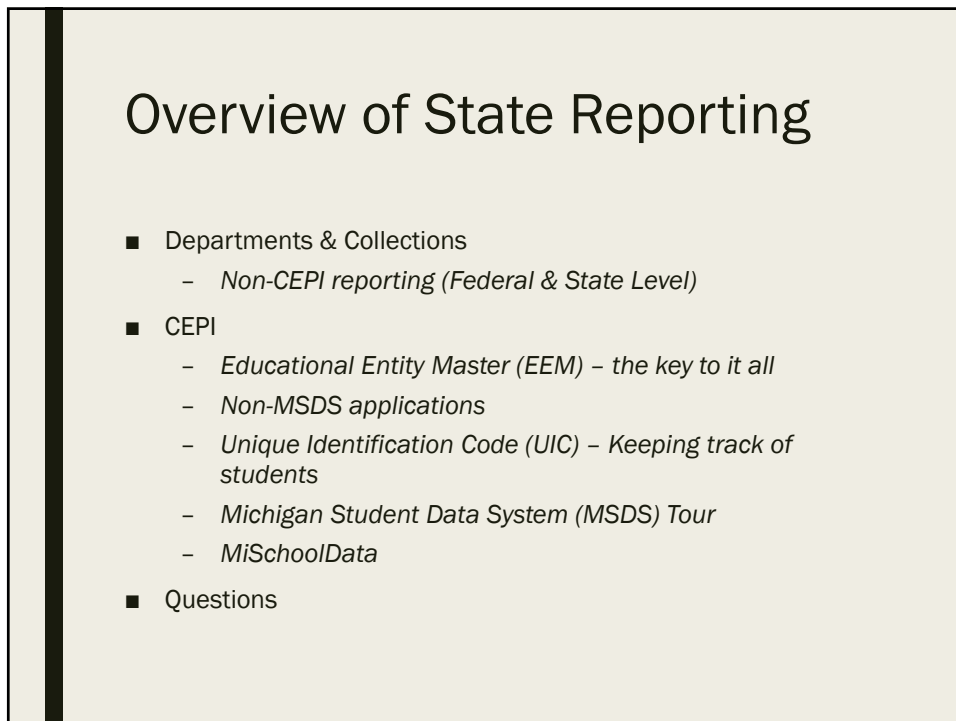 Overview of State Reporting
■ Departments & Collections
– Non-CEPI reporting (Federal & State Level)
■ CEPI
– Educational Entity Master (EEM) – the key to it all
– Non-MSDS applications
– Unique Identification Code (UIC) – Keeping track of
students
– Michigan Student Data System (MSDS) Tour
– MiSchoolData
■ Questions